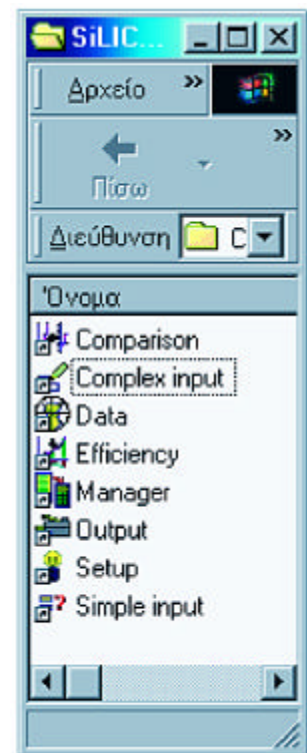 SiLIC...
Αρχείο »
»
Πίσω
Διεύθυνση C
Όνομα
Comparison
Complex input
Data
Efficiency
Manager
Output
Setup
Simple input